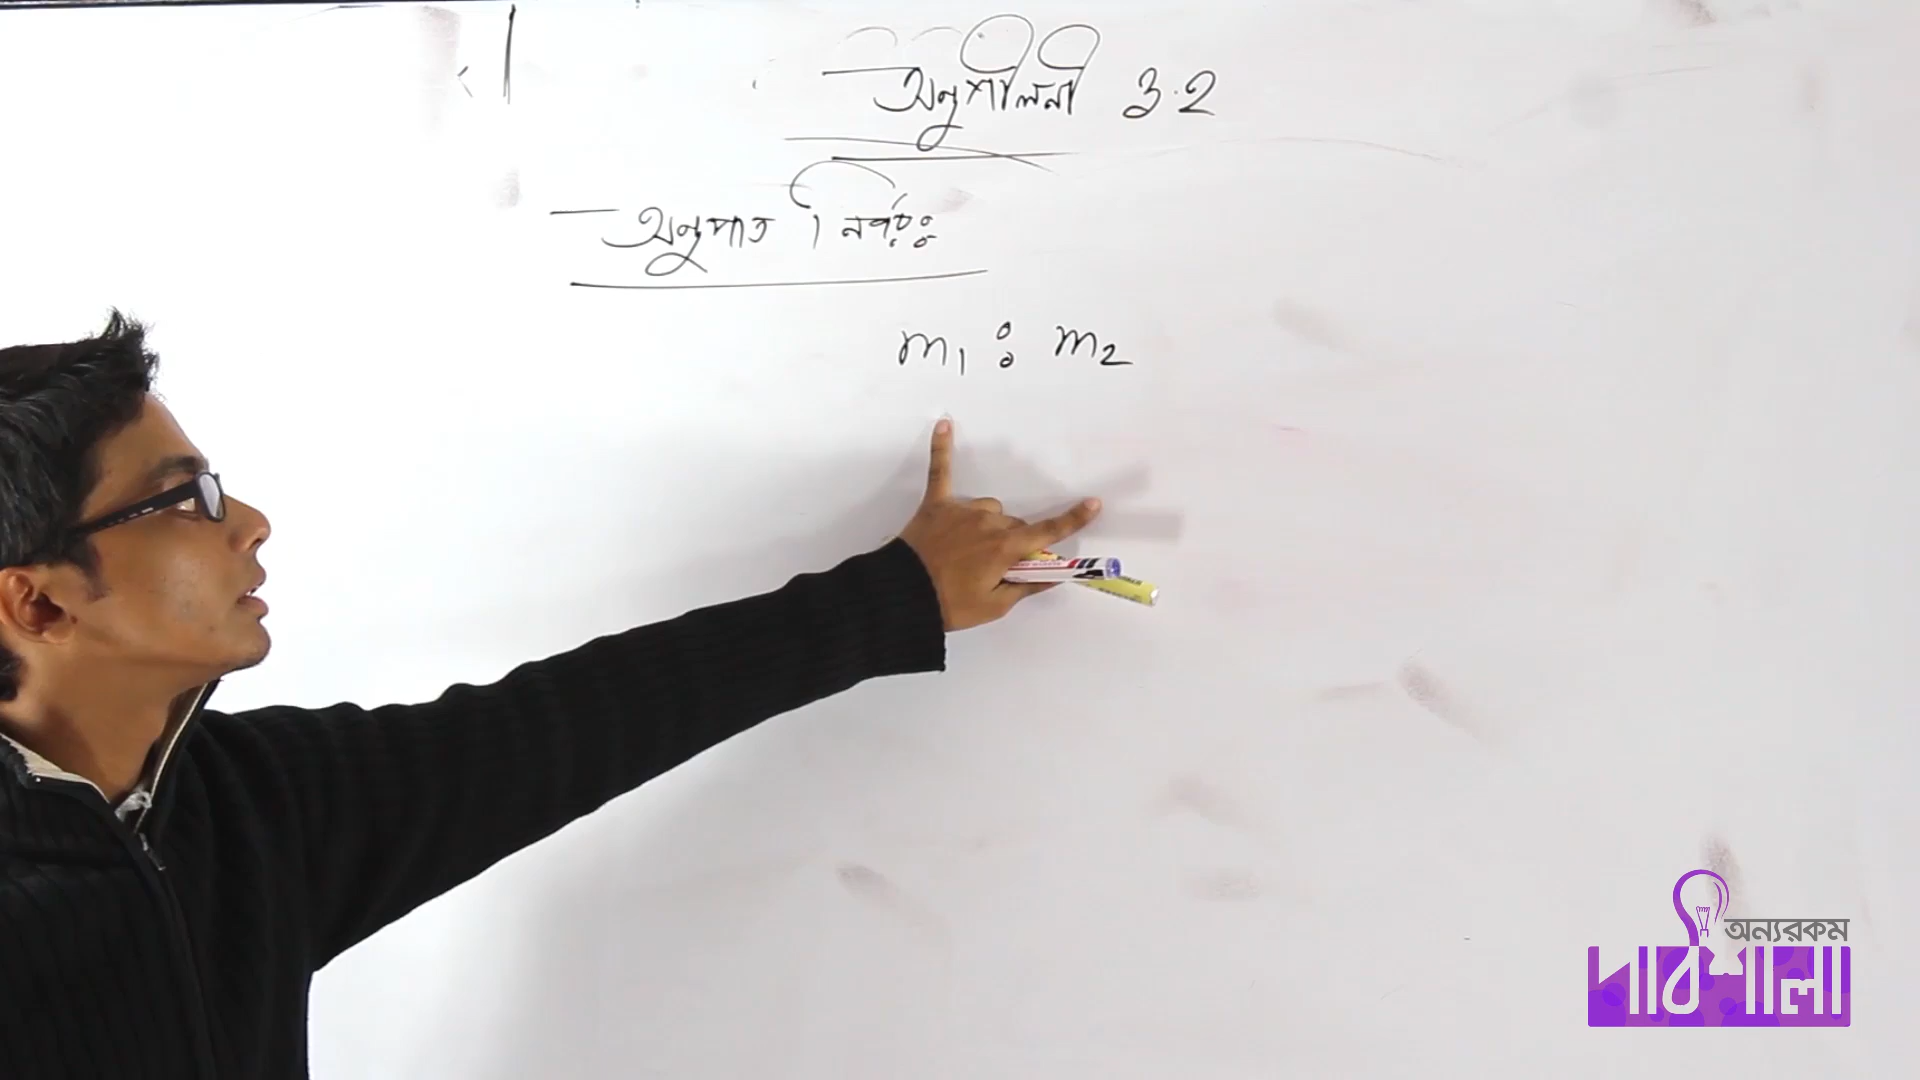 অনুশীলনী ৩.২
অনুপাত নির্ণয়ঃ
m₁ : m₂
অন্যরকম
পাঠশালা